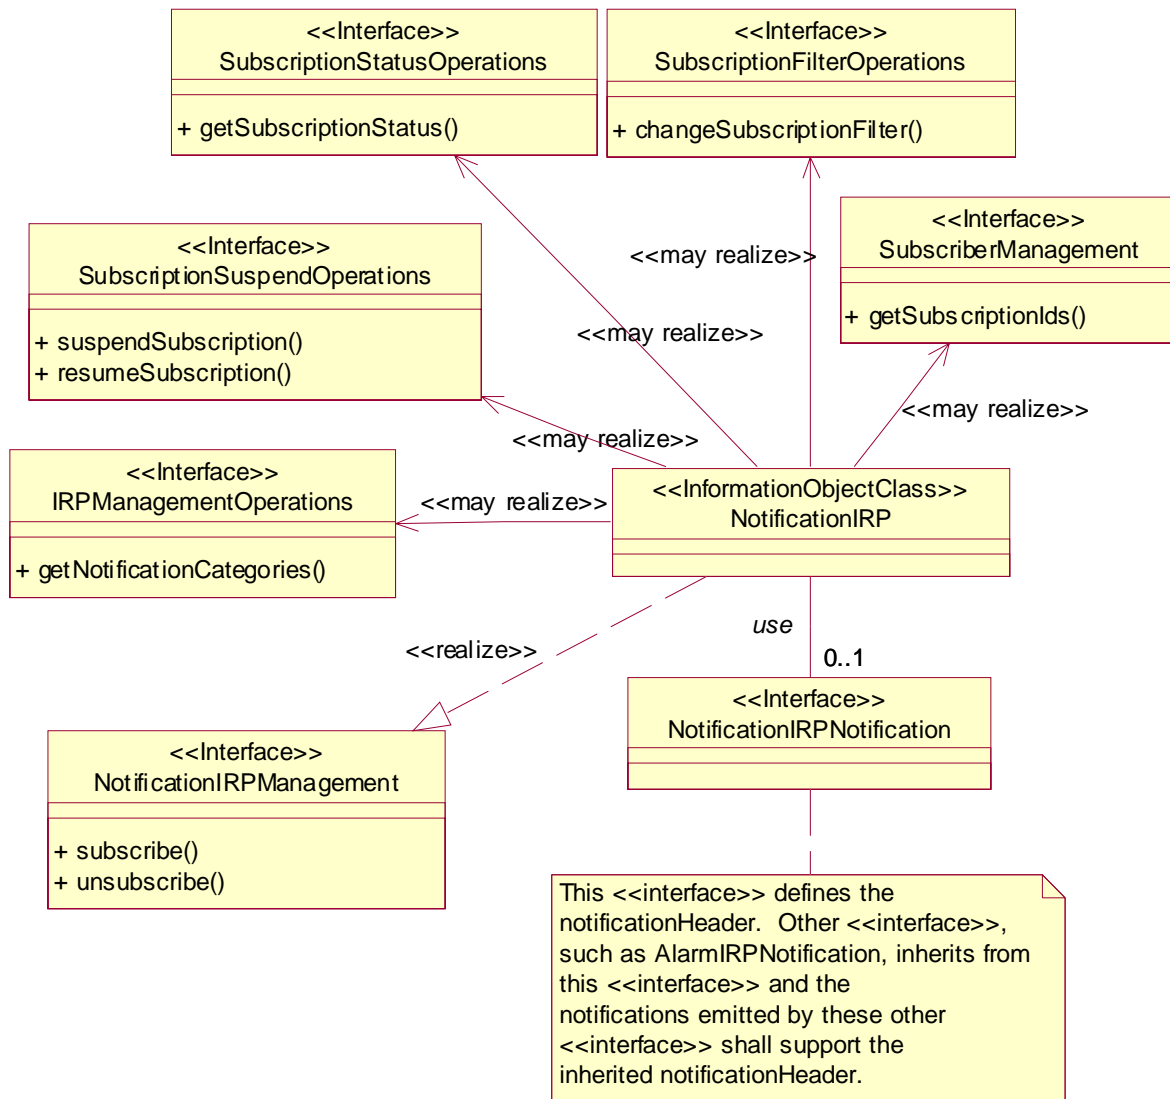 <<Interface>>
SubscriptionStatusOperations
+ getSubscriptionStatus()
<<Interface>>
SubscriptionFilterOperations
+ changeSubscriptionFilter()
<<Interface>>
SubscriberManagement
+ getSubscriptionIds()
<<Interface>>
SubscriptionSuspendOperations
+ suspendSubscription()
+ resumeSubscription()
<<may realize>>
<<may realize>>
<<may realize>>
<<may realize>>
<<Interface>>
IRPManagementOperations
+ getNotificationCategories()
<<may realize>>
<<InformationObjectClass>>
NotificationIRP
use
0..1
<<realize>>
<<Interface>>
NotificationIRPNotification
<<Interface>>
NotificationIRPManagement
+ subscribe()
+ unsubscribe()
This <<interface>> defines the
notificationHeader.  Other <<interface>>,
such as AlarmIRPNotification, inherits from
this <<interface>> and the
notifications emitted by these other
<<interface>> shall support the
inherited notificationHeader.